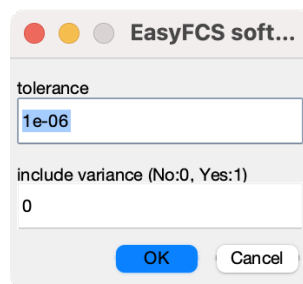 EasyFCS soft...
tolerance
1e-06
include variance (No:0, Yes:1)
0
OK Cancel